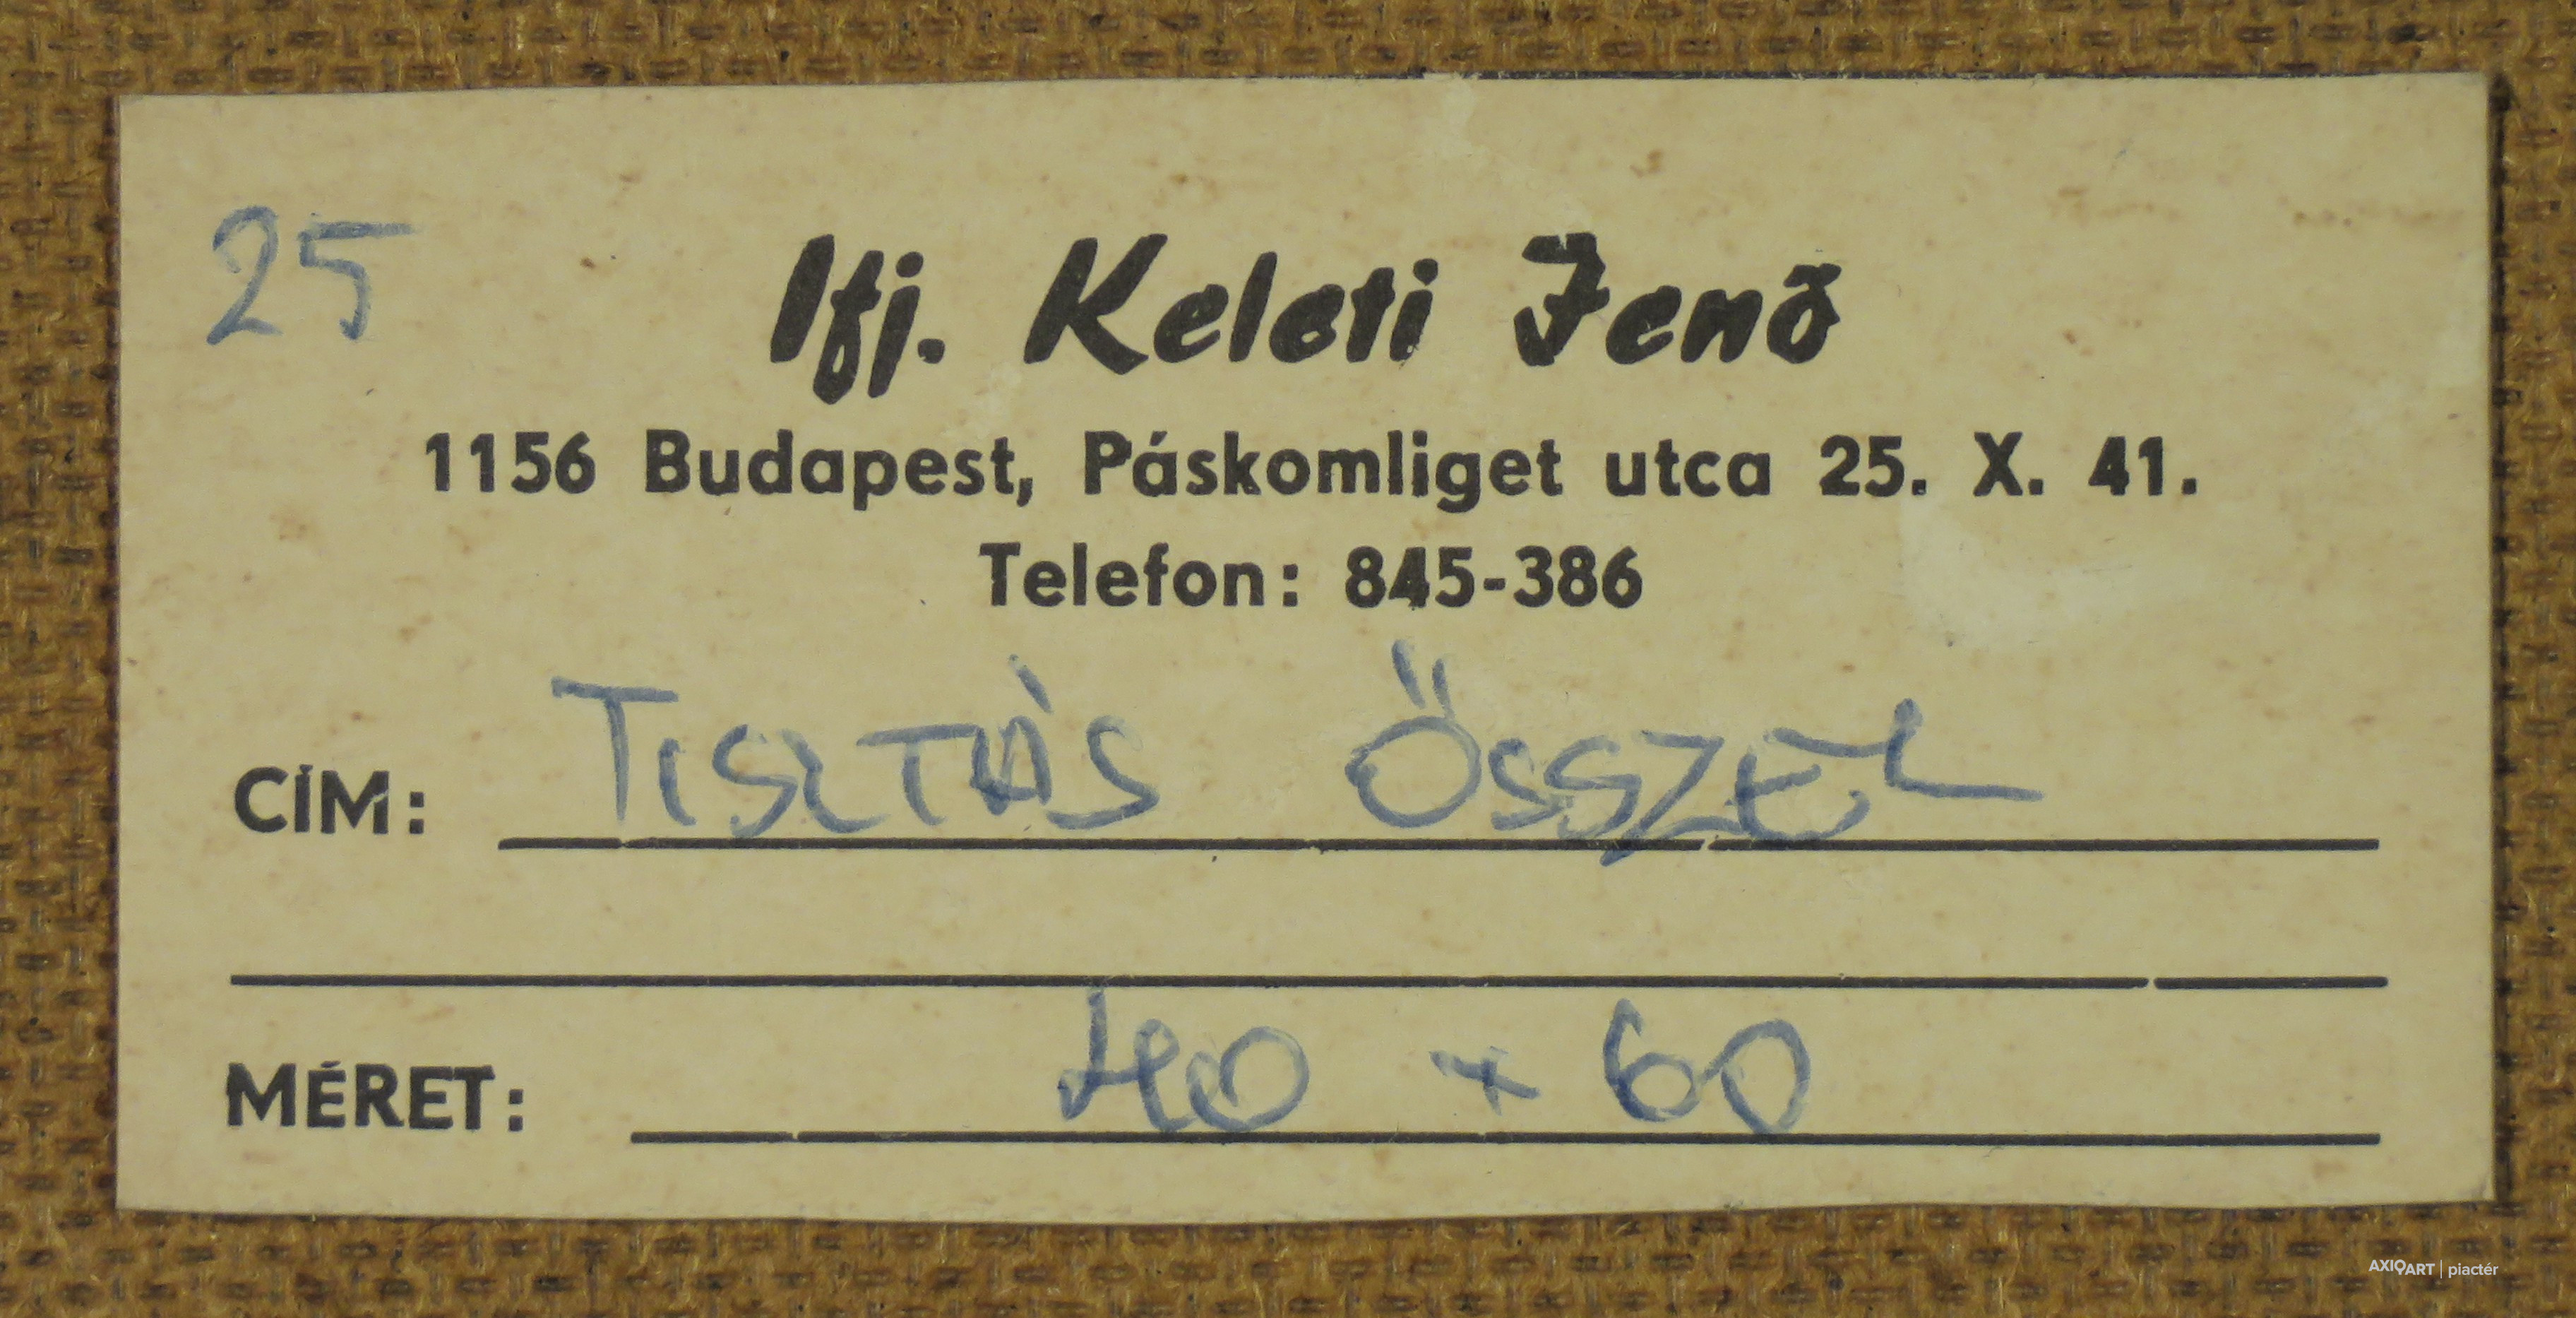 25
Ifj. Keleti Jenő
1156 Budapest, Páskomliget utca 25. X. 41.
Telefon: 845-386
CÍM: TISZTÁS ŐSSZEL
MÉRET: 40 x 60
AXIOART | piactér